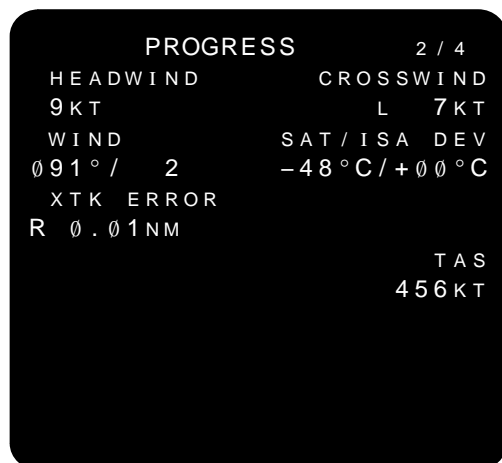 PROGRESS 2/4
HEADWIND CROSSWIND
9KT L 7KT
WIND SAT/ISA DEV
Ø91°/ 2 –48°C/+ØØ°C
XTK ERROR
R Ø.Ø1NM
TAS
456KT